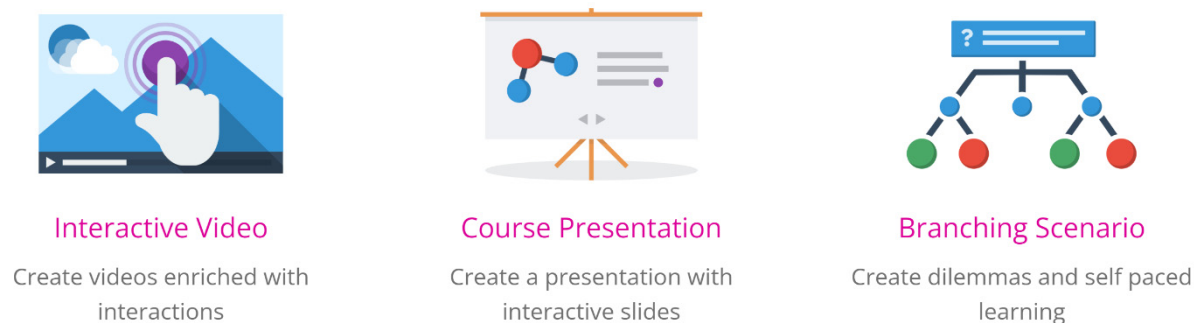 ?
Interactive Video
Create videos enriched with
interactions
Course Presentation
Create a presentation with
interactive slides
Branching Scenario
Create dilemmas and self paced
learning